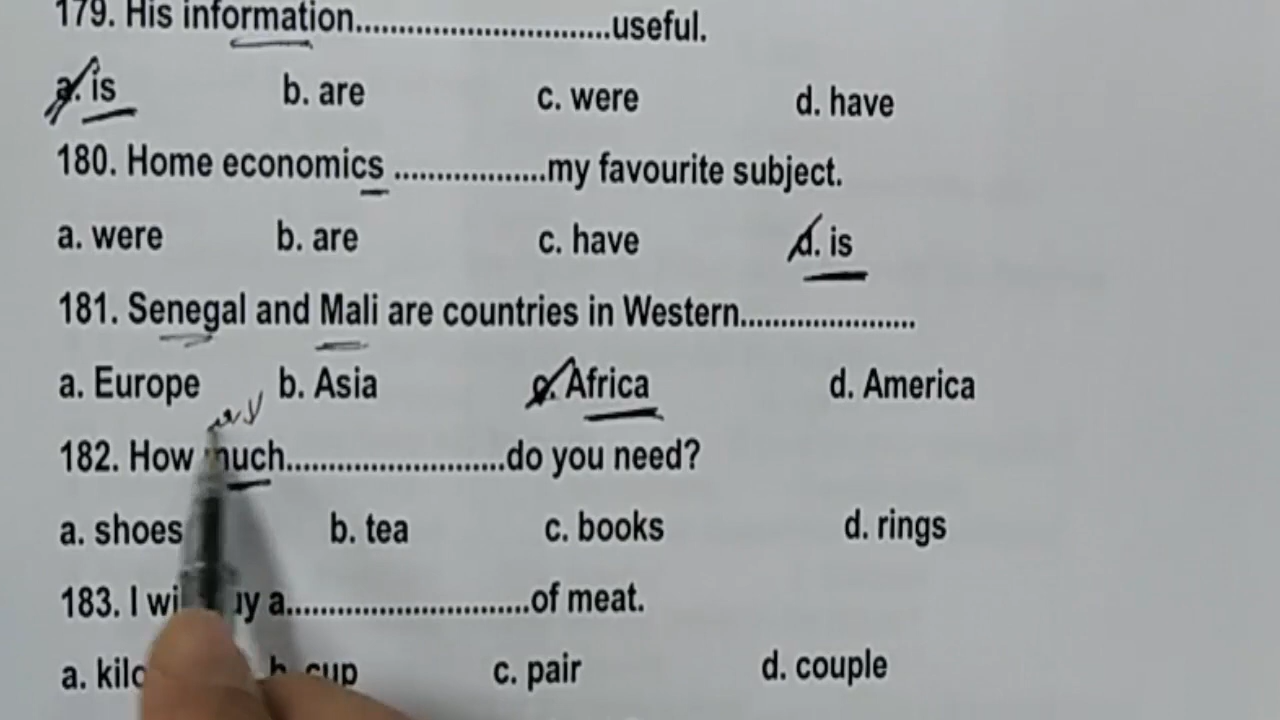 179. His information..............................useful.
a. is b. are c. were d. have
180. Home economics ..................my favourite subject.
a. were b. are c. have d. is
181. Senegal and Mali are countries in Western.....................
a. Europe b. Asia c. Africa d. America
182. How much..........................do you need?
a. shoes b. tea c. books d. rings
183. I a.............................of meat.
a. b. cup c. pair d. couple